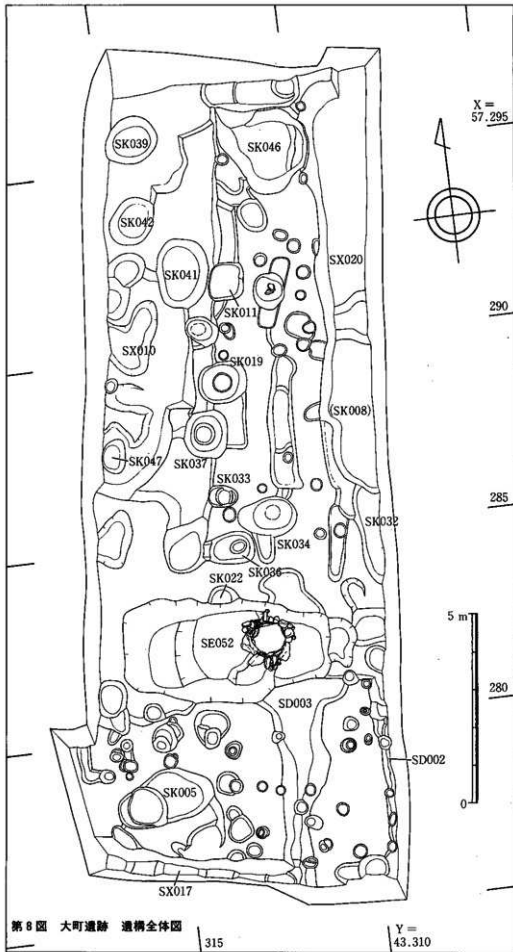 X =
57.295
SK039
SK046
SK042
SK041
SX020
SK011
290
SX010
SK019
(SK008)
SK047
SK037
SK033
285
SK032
SK034
SK036
SK022
5 m
SE052
280
SD003
SD002
SK005
0
SX017
第8図 大町遺跡 遺構全体図
315
Y =
43.310